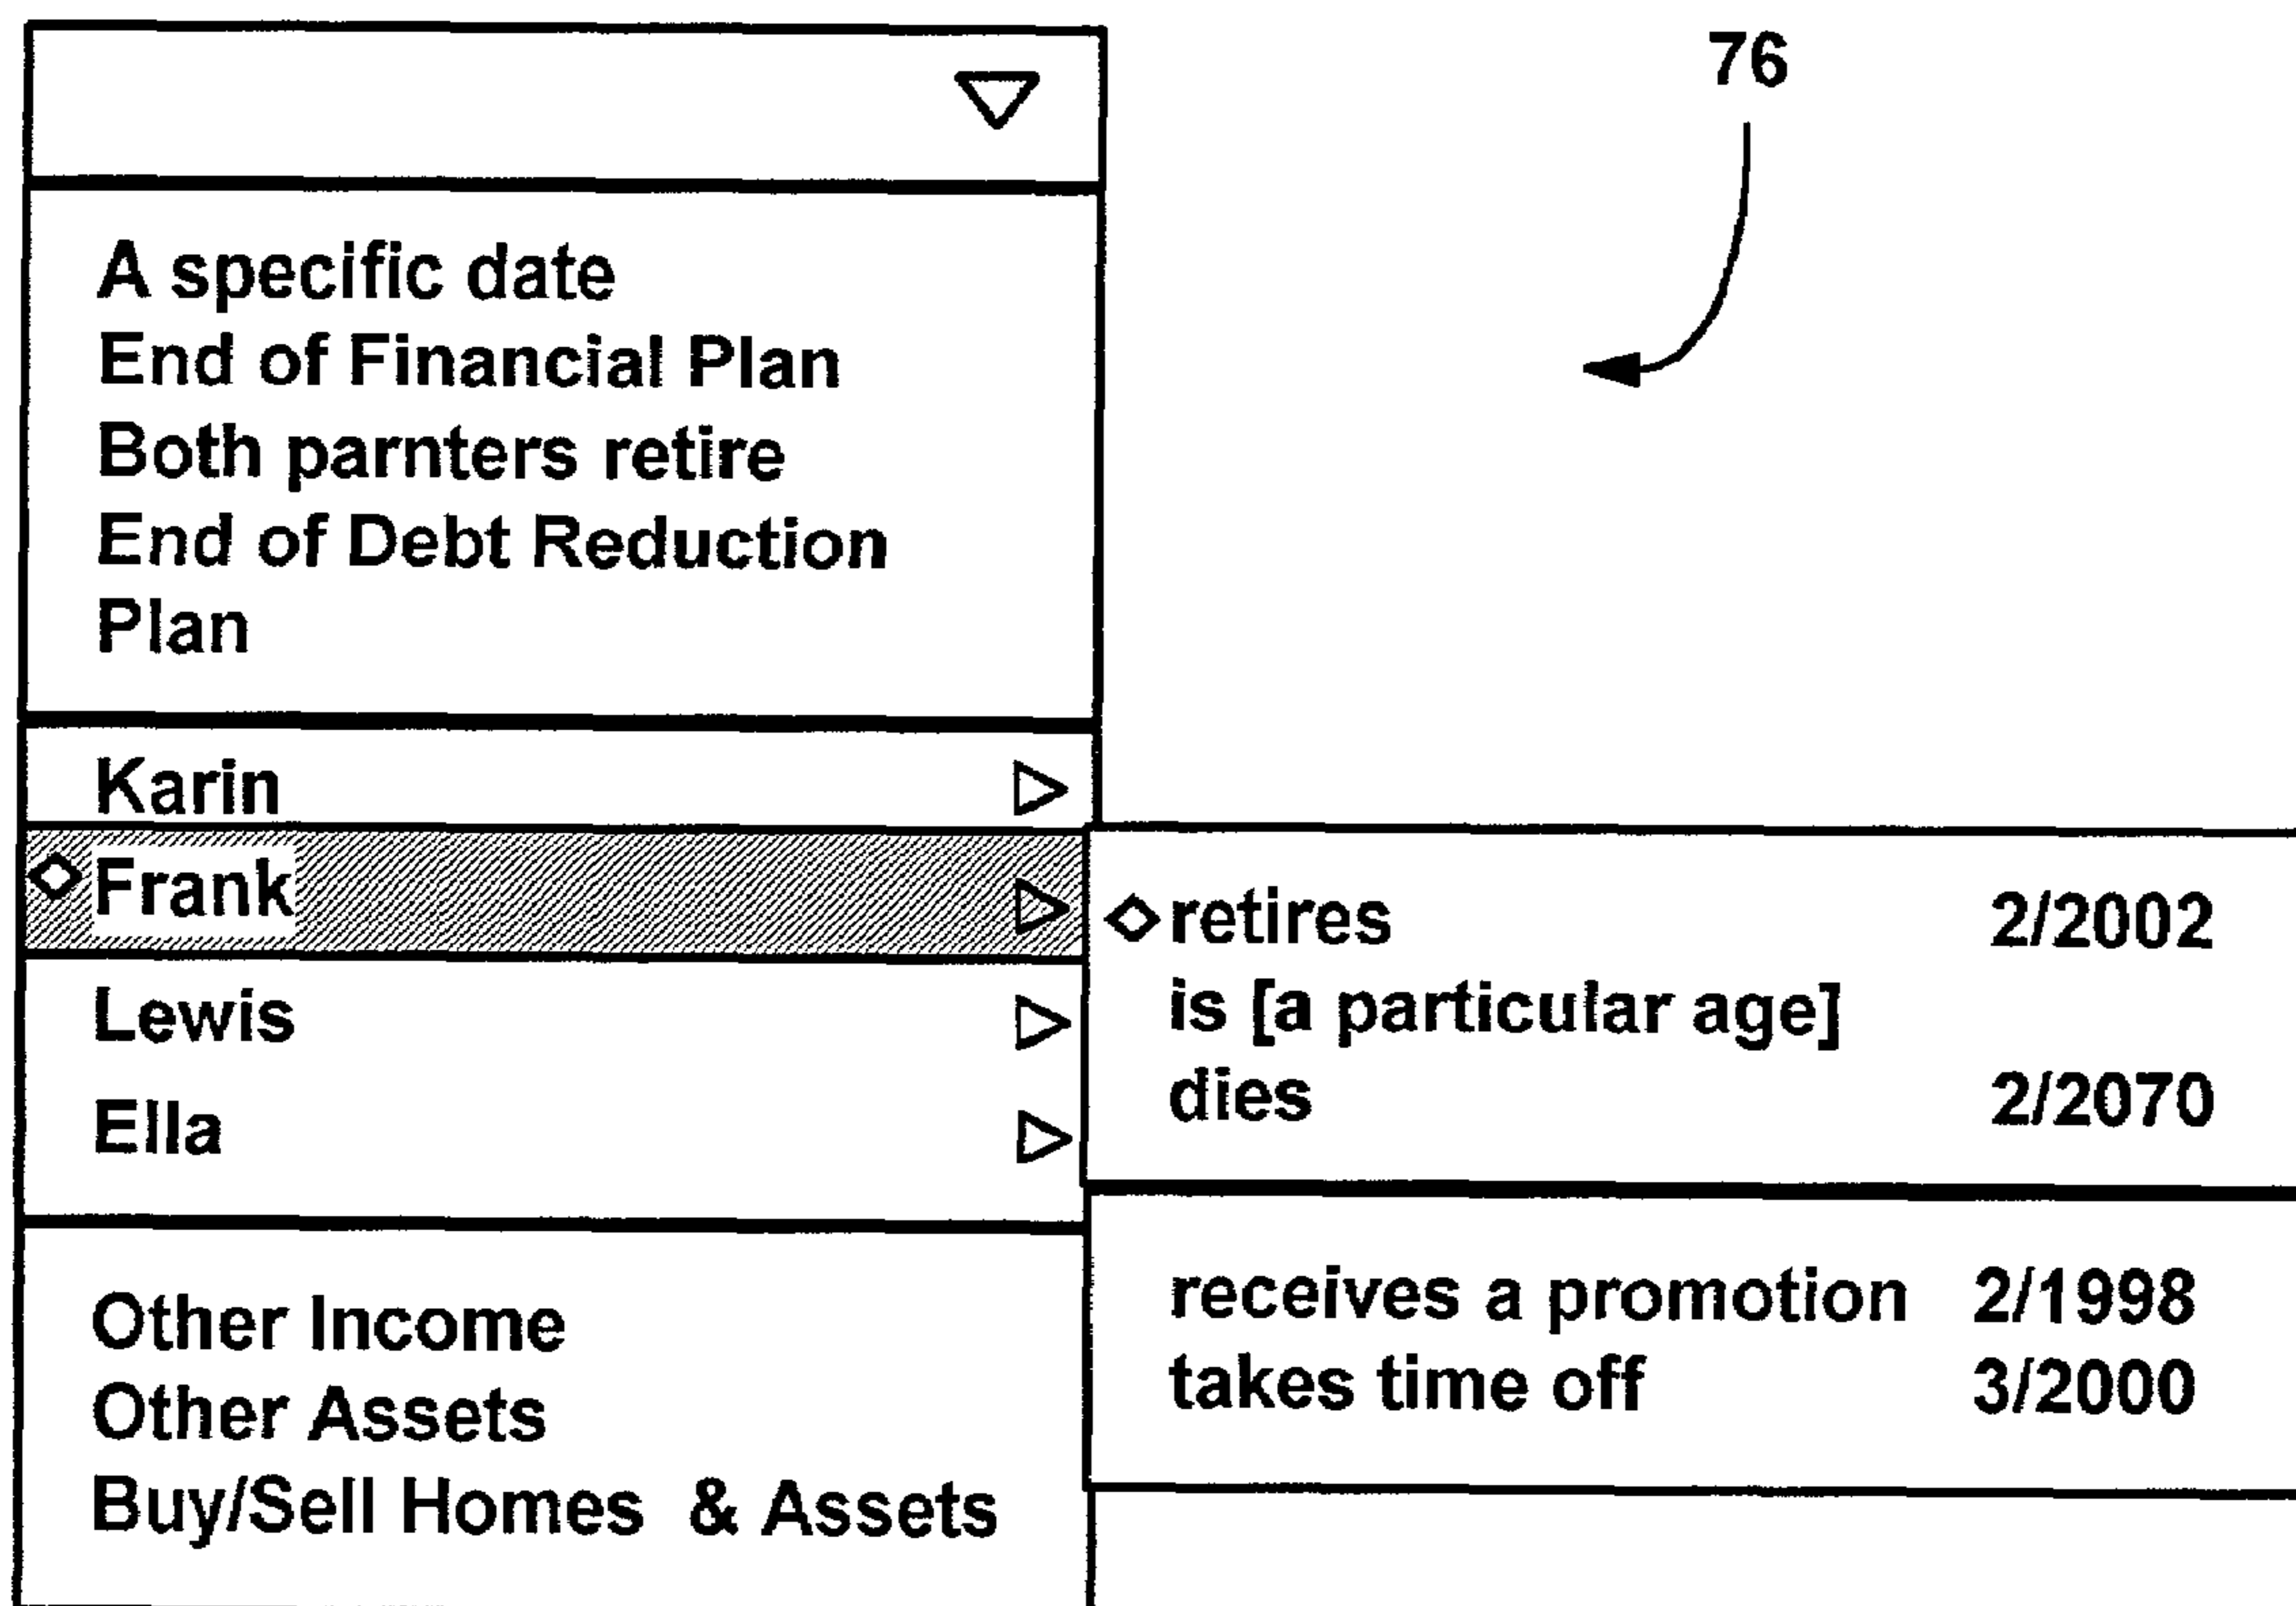 76
A specific date
End of Financial Plan
Both parnters retire
End of Debt Reduction
Plan
Karin
Frank
Lewis
Ella
Other Income
Other Assets
Buy/Sell Homes & Assets
retires 2/2002
is [a particular age]
dies 2/2070
receives a promotion 2/1998
takes time off 3/2000